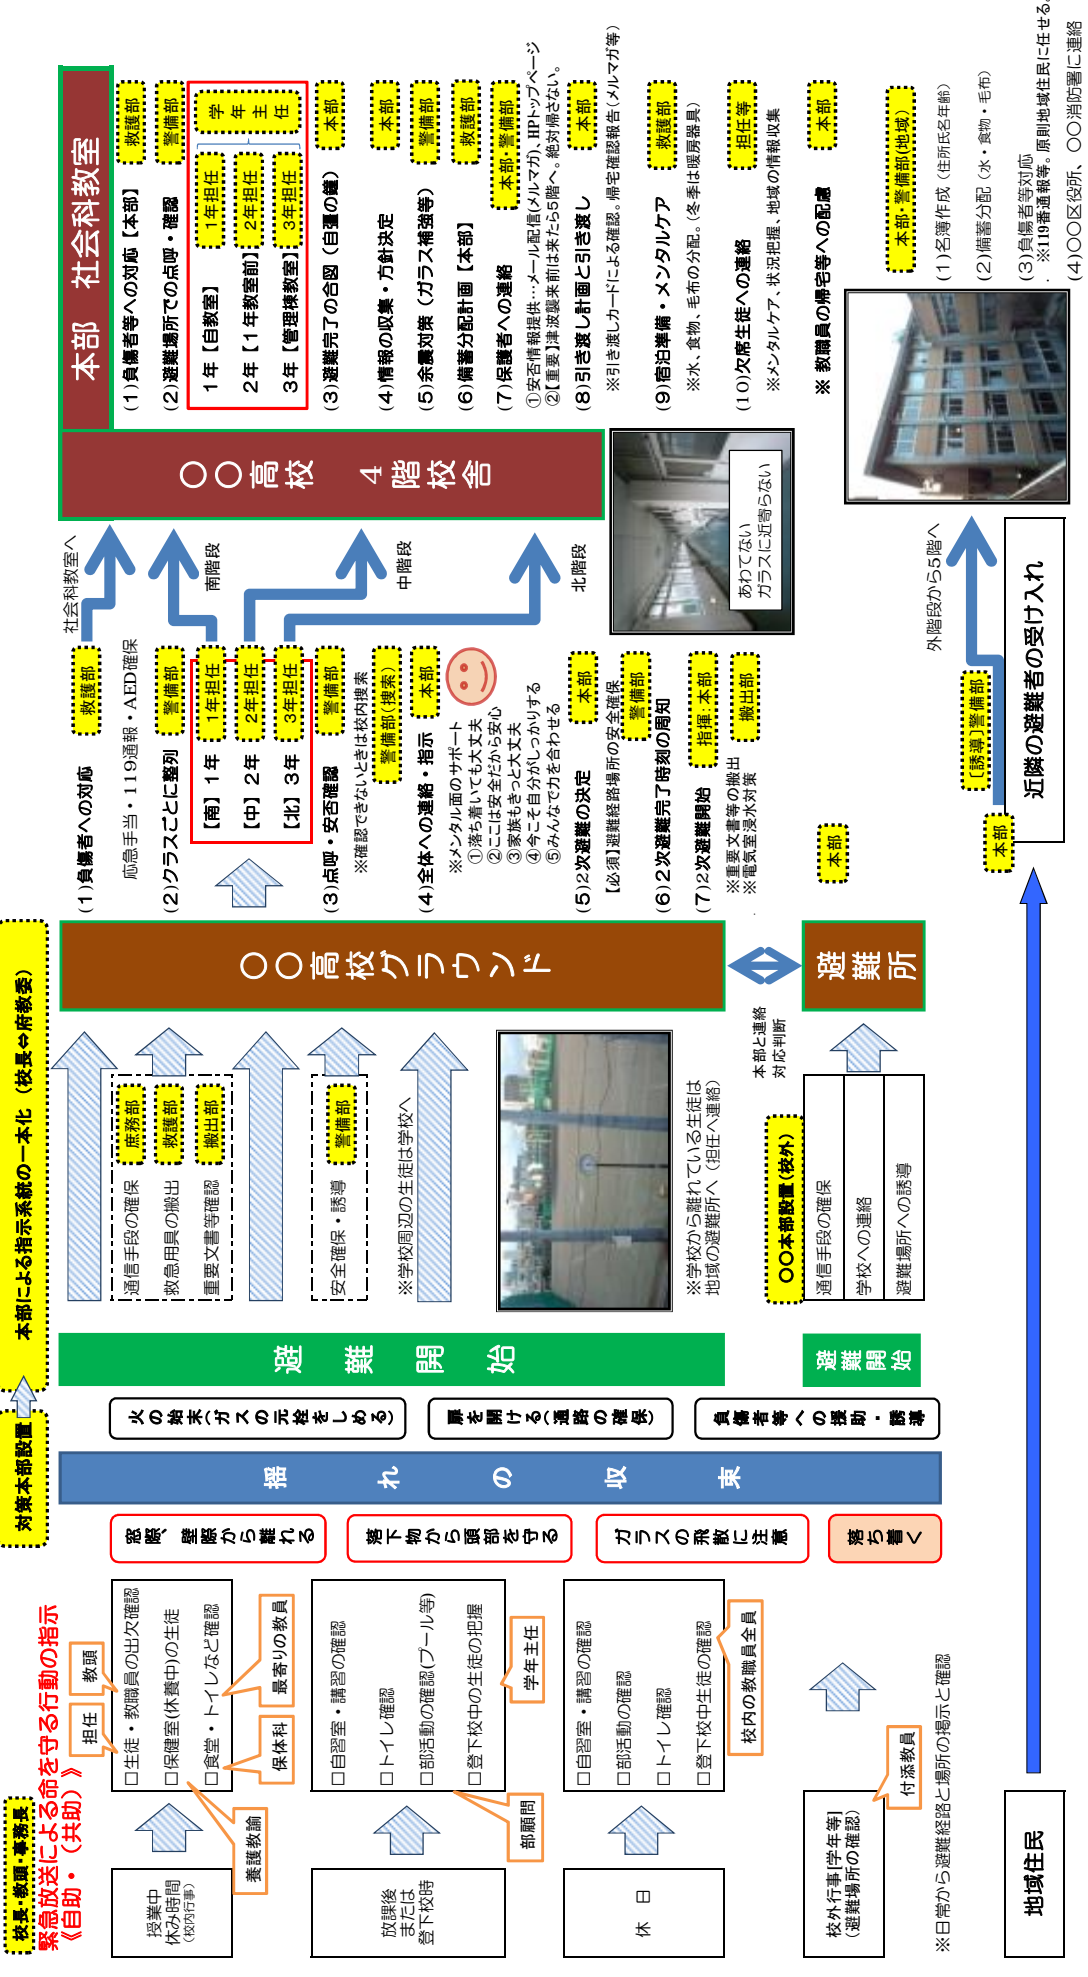 校長・教頭・事務長
緊急放送による命を守る行動の指示
《自助・（共助）》
対策本部設置
本部による指示系統の一本化（校長⇔府教委）
授業中
休み時間
（校内行事）
担任
教頭
□生徒・教職員の出欠確認
□保健室(休養中)の生徒
□食堂・トイレなど確認
養護教諭
保体科
最寄りの教員
放課後
または
登下校時
□自習室・講習の確認
□トイレ確認
□部活動の確認(プール等)
□登下校中の生徒の把握
部顧問
学年主任
休　日
□自習室・講習の確認
□部活動の確認
□トイレ確認
□登下校中生徒の確認
校内の教職員全員
校外行事[学年等]
（避難場所の確認）
付添教員
※日常から避難経路と場所の掲示と確認
地域住民
窓際、壁際から離れる
落下物から頭部を守る
ガラスの飛散に注意
落ち着く
揺れの収束
火の始末(ガスの元栓をしめる)
扉を開ける(通路の確保)
負傷者等への援助・誘導
避難開始
避難開始
通信手段の確保
庶務部
救急用具の搬出
救護部
重要文書等確認
搬出部
安全確保・誘導
警備部
※学校周辺の生徒は学校へ
※学校から離れている生徒は
地域の避難所へ（担任へ連絡）
〇〇本部設置(校外)
通信手段の確保
学校への連絡
避難場所への誘導
本部と連絡
対応判断
〇〇高校グラウンド
避難所
(1)負傷者への対応
救護部
応急手当・119通報・AED確保
(2)クラスごとに整列
警備部
【南】1年
1年担任
【中】2年
2年担任
【北】3年
3年担任
(3)点呼・安否確認
警備部
※確認できないときは校内捜索
警備部(捜索)
(4)全体への連絡・指示
本部
※メンタル面のサポート
①落ち着いても大丈夫
②ここは安全だから安心
③家族もきっと大丈夫
④今こそ自分がしっかりする
⑤みんなで力を合わせる
(5)2次避難の決定
本部
【必須】避難経路場所の安全確保
警備部
(6)2次避難完了時刻の周知
(7)2次避難開始
指揮:本部
※重要文書等の搬出
搬出部
※電気室浸水対策
本部
本部
[誘導]警備部
近隣の避難者の受け入れ
社会科教室へ
南階段
中階段
北階段
外階段から5階へ
〇〇高校　4階校舎
あわてない
ガラスに近寄らない
本部　社会科教室
(1)負傷者等への対応【本部】
救護部
(2)避難場所での点呼・確認
警備部
1年【自教室】
1年担任
2年【1年教室前】
2年担任
3年【管理棟教室】
3年担任
学年主任
(3)避難完了の合図（自彊の鐘）
本部
(4)情報の収集・方針決定
本部
(5)余震対策（ガラス補強等）
警備部
(6)備蓄分配計画【本部】
救護部
(7)保護者への連絡
本部・警備部
①安否情報提供…メール配信(メルマガ)、HPトップページ
②【重要】津波襲来前は来たら5階へ。絶対帰さない。
(8)引き渡し計画と引き渡し
本部
※引き渡しカードによる確認。帰宅確認報告(メルマガ等)
(9)宿泊準備・メンタルケア
救護部
※水、食物、毛布の分配。(冬季は暖房器具)
(10)欠席生徒への連絡
担任等
※メンタルケア、状況把握、地域の情報収集
※教職員の帰宅等への配慮
本部
本部・警備部(地域)
(1)名簿作成（住所氏名年齢）
(2)備蓄分配（水・食物・毛布）
(3)負傷者等対応
※119番通報等。原則地域住民に任せる。
(4)〇〇区役所、〇〇消防署に連絡